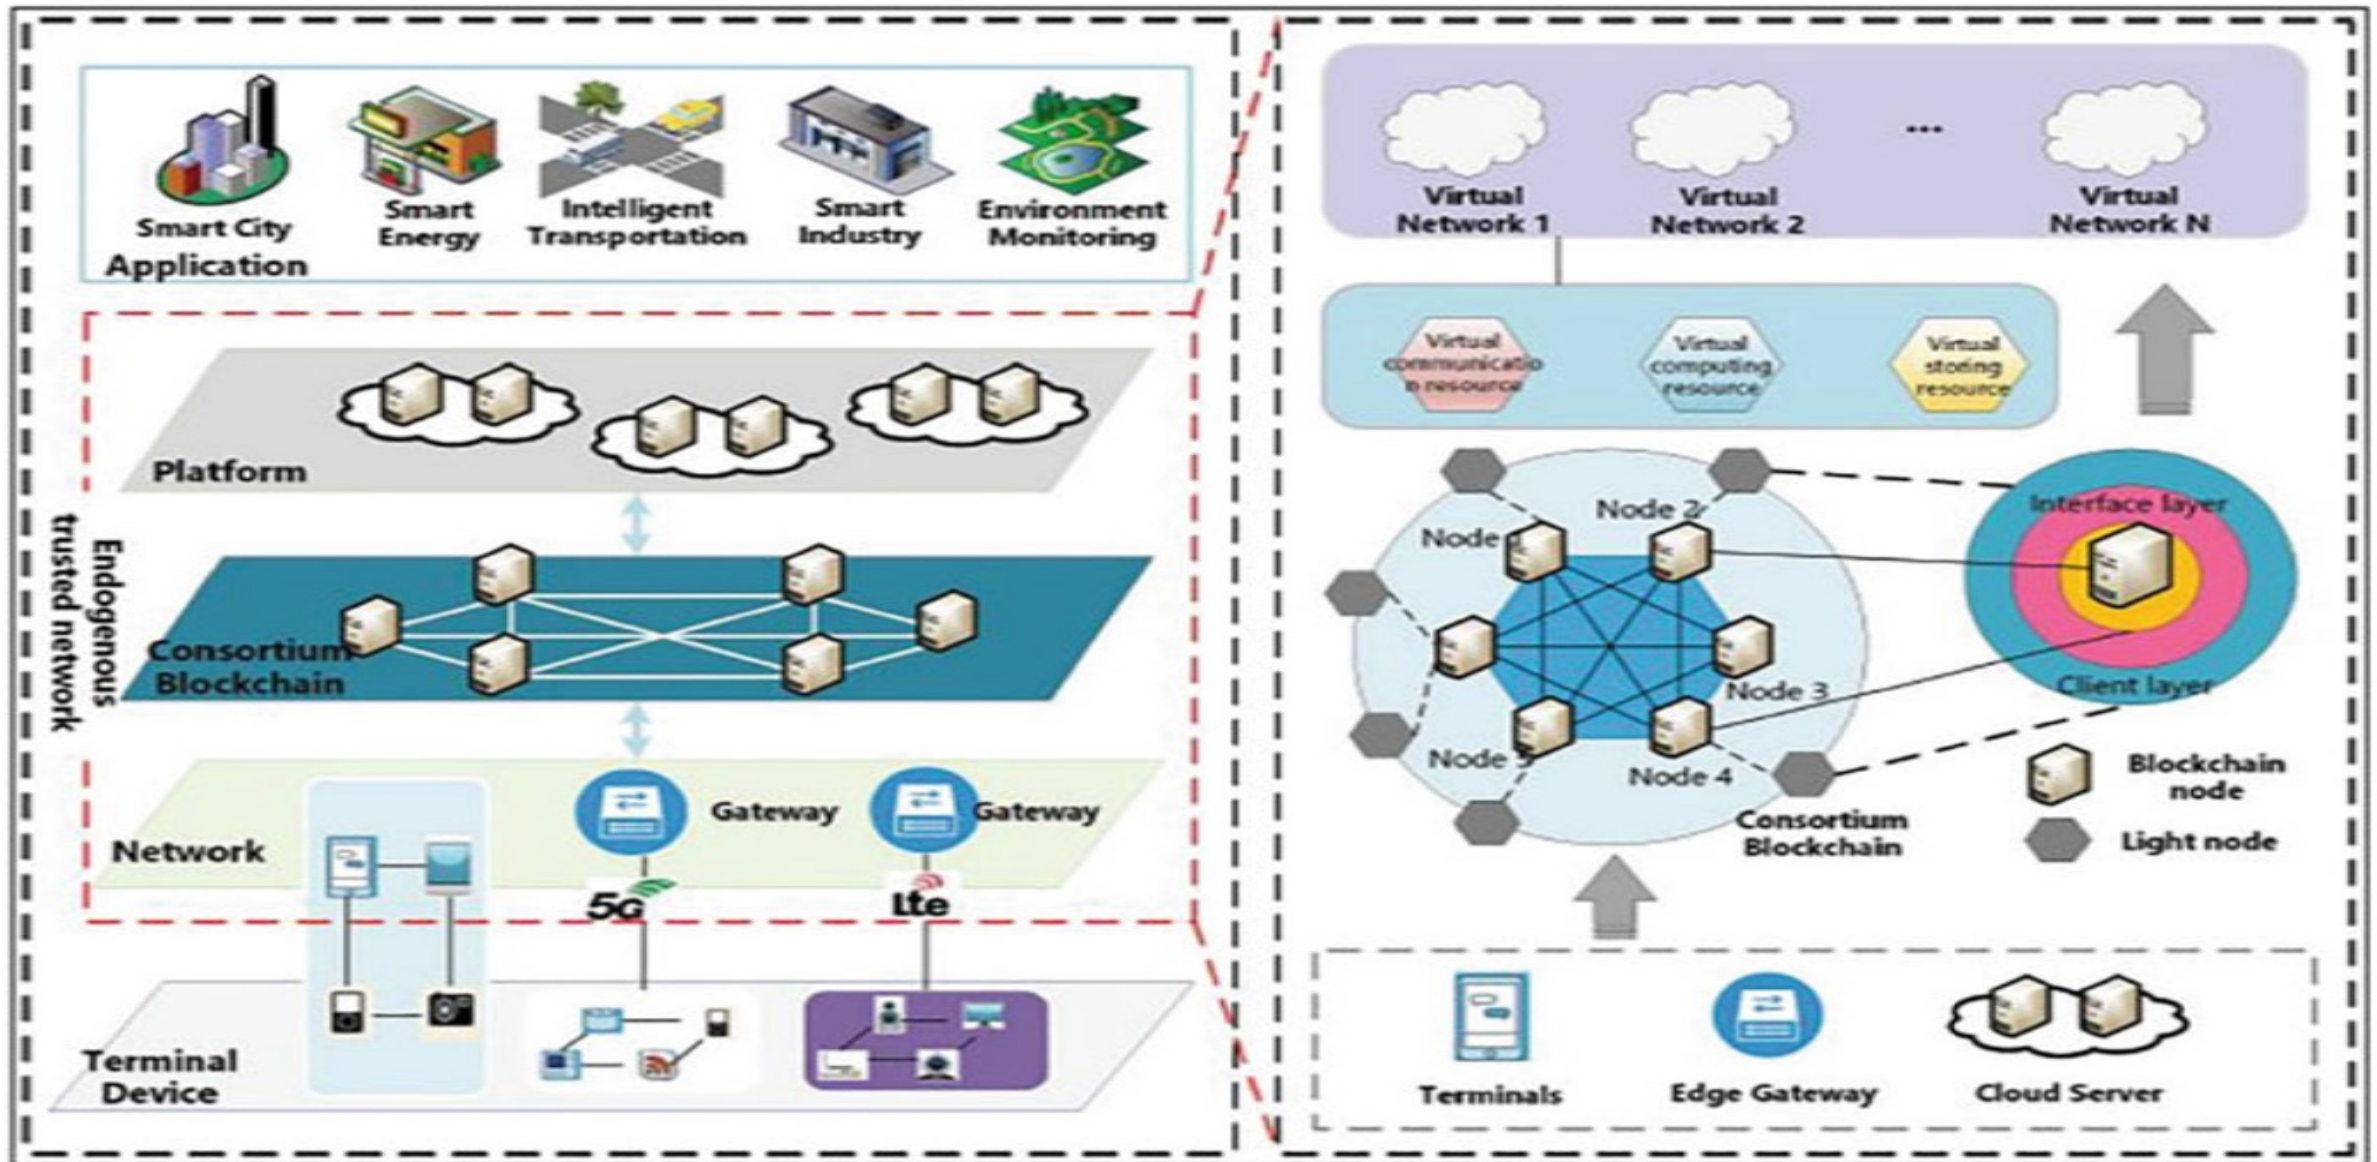 Smart City
Smart
Energy
Intelligent
Transportation
Smart
Industry
Environment
Monitoring
Application
Platform
Endogenous
trusted network
Consortium
Blockchain
Network
Gateway
Gateway
5G
Lte
Terminal
Device
Virtual
Network 1
Virtual
Network 2
...
Virtual
Network N
Virtual
communicatio
n resource
Virtual
computing
resource
Virtual
storing
resource
Node
Node 2
Node 3
Node 4
Node 5
Interface layer
Client layer
Consortium
Blockchain
Blockchain
node
Light node
Terminals
Edge Gateway
Cloud Server